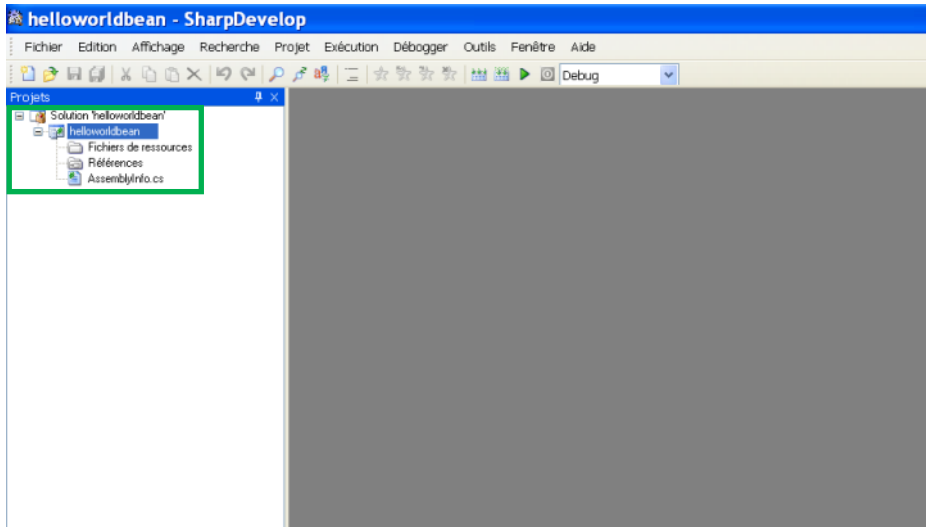 helloworldbean - SharpDevelop
Fichier Edition Affichage Recherche Projet Exécution Débogger Outils Fenêtre Aide
Debug
Projets
Solution 'helloworldbean'
helloworldbean
Fichiers de ressources
Références
AssemblyInfo.cs